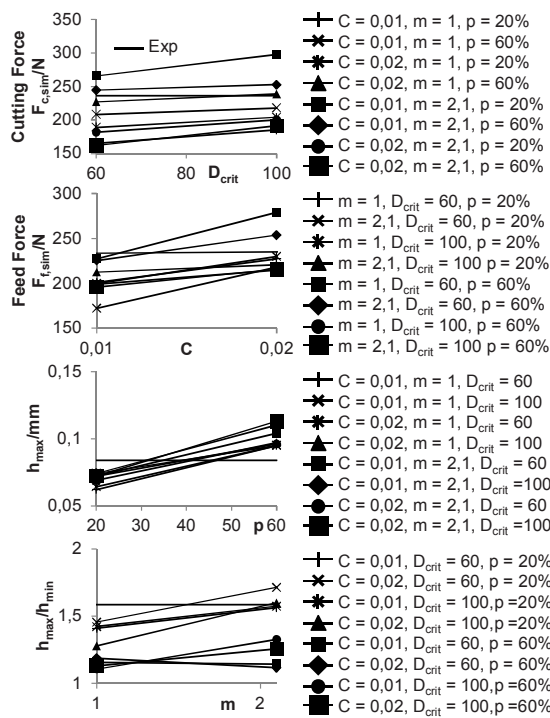 350
300
250
200
150
Cutting Force
F_c,sim/N
Exp
60
80
100
D_crit
C = 0,01, m = 1, p = 20%
C = 0,01, m = 1, p = 60%
C = 0,02, m = 1, p = 20%
C = 0,02, m = 1, p = 60%
C = 0,01, m = 2,1, p = 20%
C = 0,01, m = 2,1, p = 60%
C = 0,02, m = 2,1, p = 20%
C = 0,02, m = 2,1, p = 60%
300
250
200
150
Feed Force
F_f,sim/N
0,01
C
0,02
m = 1, D_crit = 60, p = 20%
m = 2,1, D_crit = 60, p = 20%
m = 1, D_crit = 100, p = 20%
m = 2,1, D_crit = 100 p = 20%
m = 1, D_crit = 60, p = 60%
m = 2,1, D_crit = 60, p = 60%
m = 1, D_crit = 100, p = 60%
m = 2,1, D_crit = 100 p = 60%
0,15
0,1
0,05
h_max/mm
20
30
40
50
p
60
C = 0,01, m = 1, D_crit = 60
C = 0,01, m = 1, D_crit = 100
C = 0,02, m = 1, D_crit = 60
C = 0,02, m = 1, D_crit = 100
C = 0,01, m = 2,1, D_crit = 60
C = 0,01, m = 2,1, D_crit =100
C = 0,02, m = 2,1, D_crit = 60
C = 0,02, m = 2,1, D_crit =100
2
1,5
1
h_max/h_min
1
m
2
C = 0,01, D_crit = 60, p = 20%
C = 0,02, D_crit = 60, p = 20%
C = 0,01, D_crit = 100,p =20%
C = 0,02, D_crit = 100,p =20%
C = 0,01, D_crit = 60, p = 60%
C = 0,02, D_crit = 60, p = 60%
C = 0,01, D_crit = 100,p =60%
C = 0,02, D_crit = 100,p =60%